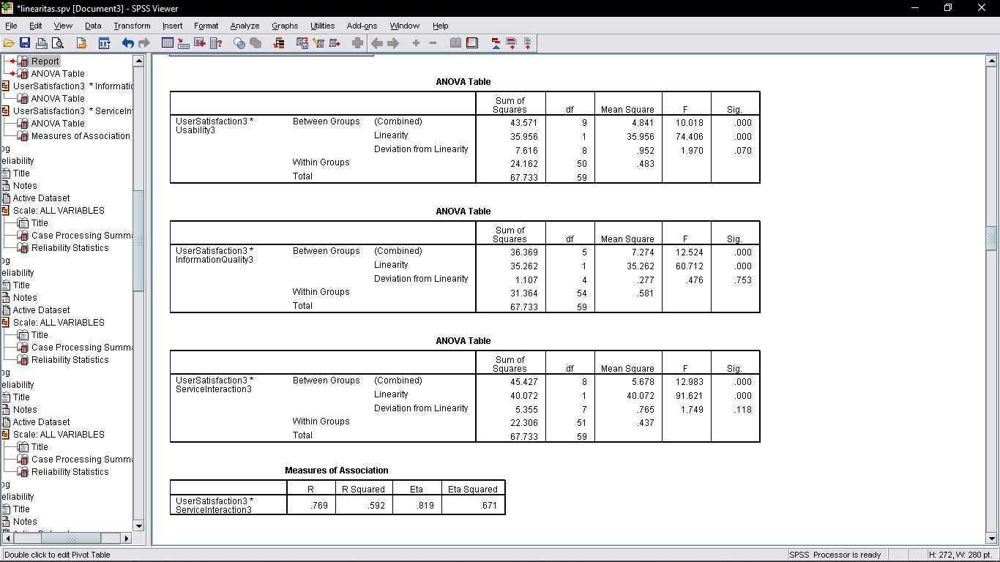 *linearitas.spv [Document3] - SPSS Viewer
File Edit View Data Transform Insert Format Analyze Graphs Utilities Add-ons Window Help
Report
ANOVA Table
UserSatisfaction3 * Informatic
ANOVA Table
UserSatisfaction3 * ServiceInt
ANOVA Table
Measures of Association
og
eliability
Title
Notes
Active Dataset
Scale: ALL VARIABLES
Title
Case Processing Summa
Reliability Statistics
og
eliability
Title
Notes
Active Dataset
Scale: ALL VARIABLES
Title
Case Processing Summa
Reliability Statistics
og
eliability
Title
Notes
Active Dataset
Scale: ALL VARIABLES
Title
Case Processing Summa
Reliability Statistics
og
eliability
Title
Notes
ANOVA Table
Sum of Squares df Mean Square F Sig.
UserSatisfaction3 * Usability3 Between Groups (Combined) 43.571 9 4.841 10.018 .000
Linearity 35.956 1 35.956 74.406 .000
Deviation from Linearity 7.616 8 .952 1.970 .070
Within Groups 24.162 50 .483
Total 67.733 59
ANOVA Table
Sum of Squares df Mean Square F Sig.
UserSatisfaction3 * InformationQuality3 Between Groups (Combined) 36.369 5 7.274 12.524 .000
Linearity 35.262 1 35.262 60.712 .000
Deviation from Linearity 1.107 4 .277 .476 .753
Within Groups 31.364 54 .581
Total 67.733 59
ANOVA Table
Sum of Squares df Mean Square F Sig.
UserSatisfaction3 * ServiceInteraction3 Between Groups (Combined) 45.427 8 5.678 12.983 .000
Linearity 40.072 1 40.072 91.621 .000
Deviation from Linearity 5.355 7 .765 1.749 .118
Within Groups 22.306 51 .437
Total 67.733 59
Measures of Association
R R Squared Eta Eta Squared
UserSatisfaction3 * ServiceInteraction3 .769 .592 .819 .671
Double click to edit Pivot Table
SPSS Processor is ready
H: 272, W: 280 pt.